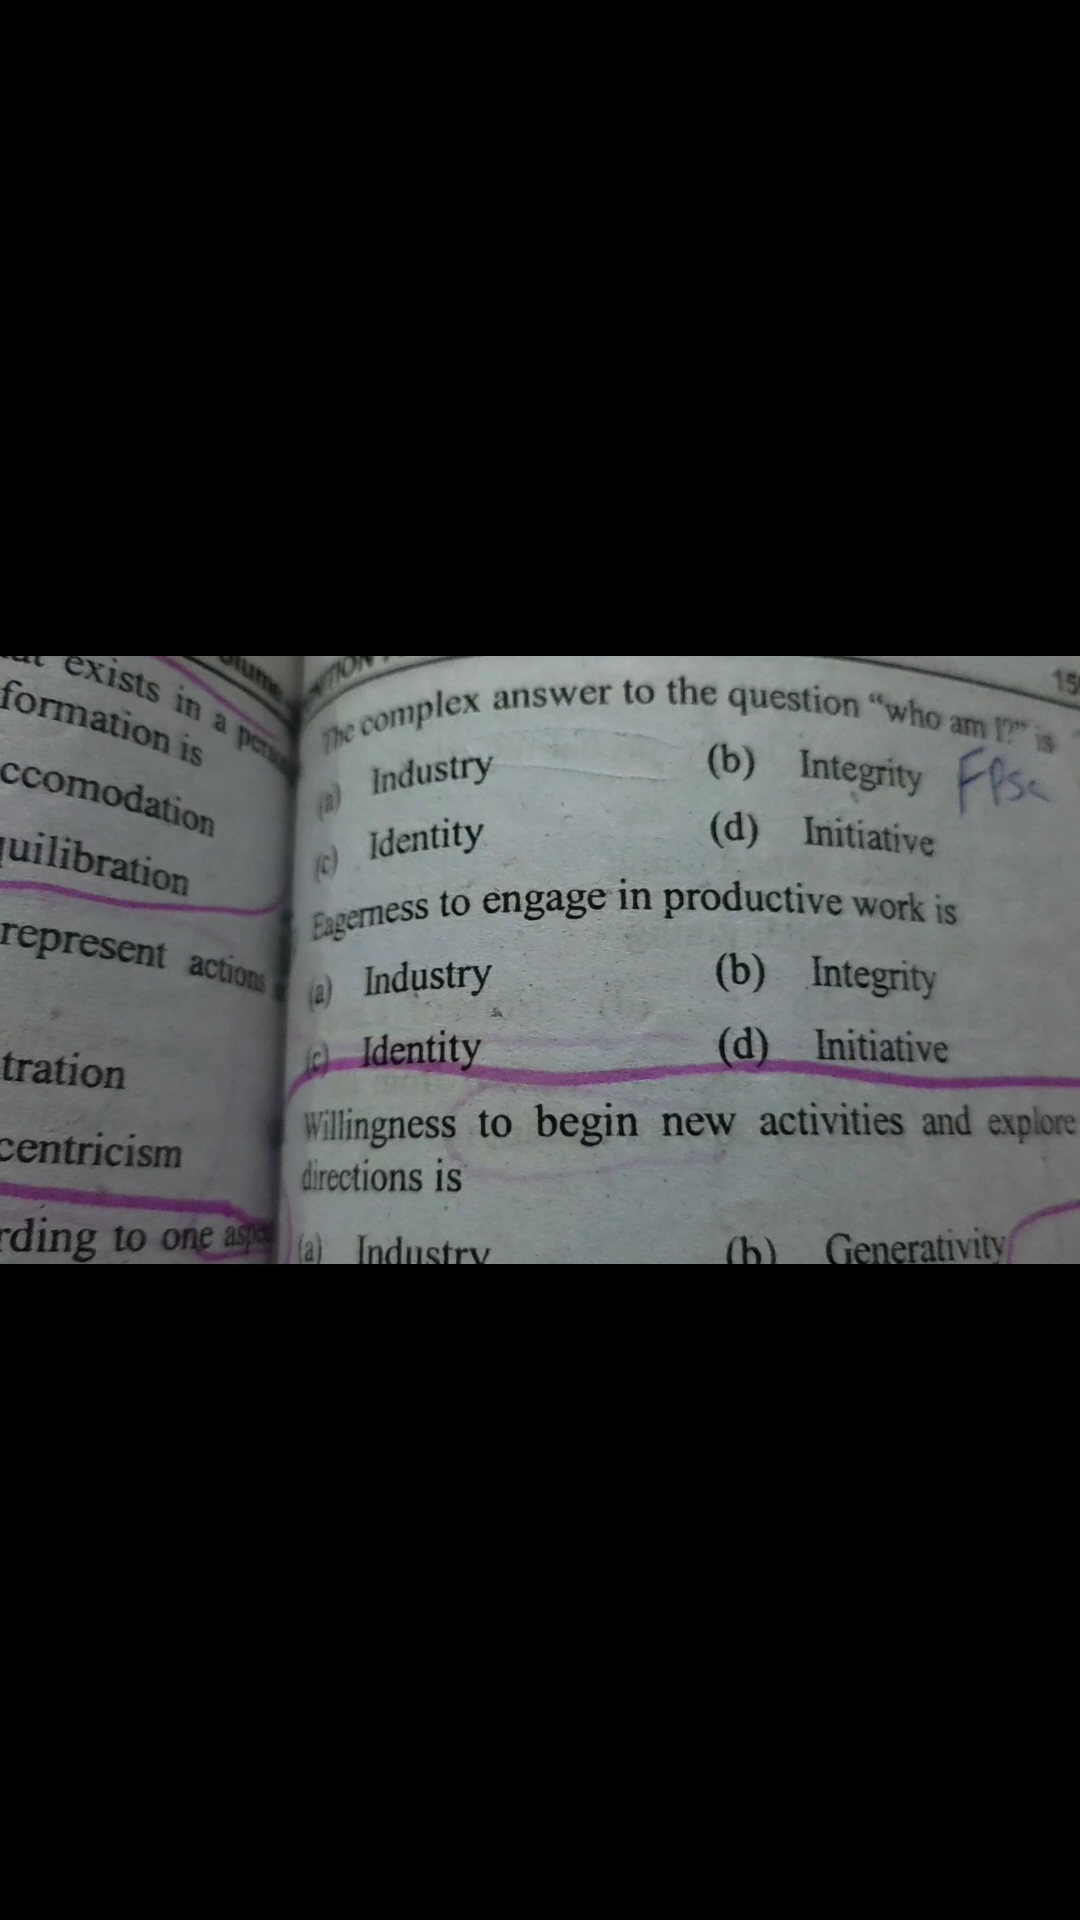 exists in a
formation is
ccomodation
quilibration
represent actions
tration
centricism
rding to one
15
The complex answer to the question “who am I?” is
(a) Industry (b) Integrity FPSC
(c) Identity (d) Initiative
Eagerness to engage in productive work is
(a) Industry (b) Integrity
(c) Identity (d) Initiative
Willingness to begin new activities and explore
directions is
(a) Industry (b) Generativity